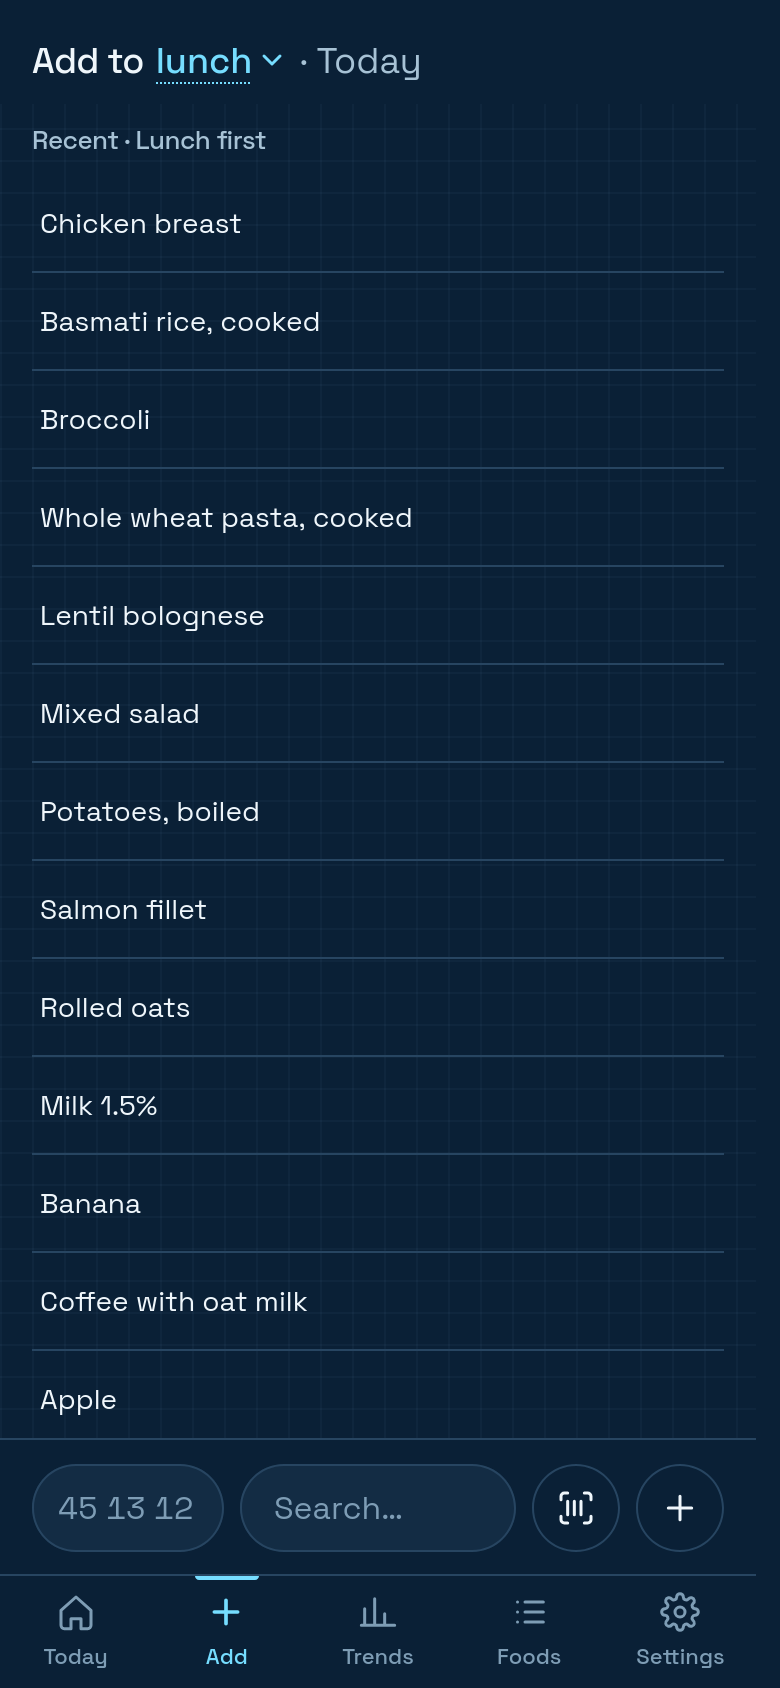 Add to lunch · Today
Recent · Lunch first
Chicken breast
Basmati rice, cooked
Broccoli
Whole wheat pasta, cooked
Lentil bolognese
Mixed salad
Potatoes, boiled
Salmon fillet
Rolled oats
Milk 1.5%
Banana
Coffee with oat milk
Apple
45 13 12 Search...
Today Add Trends Foods Settings